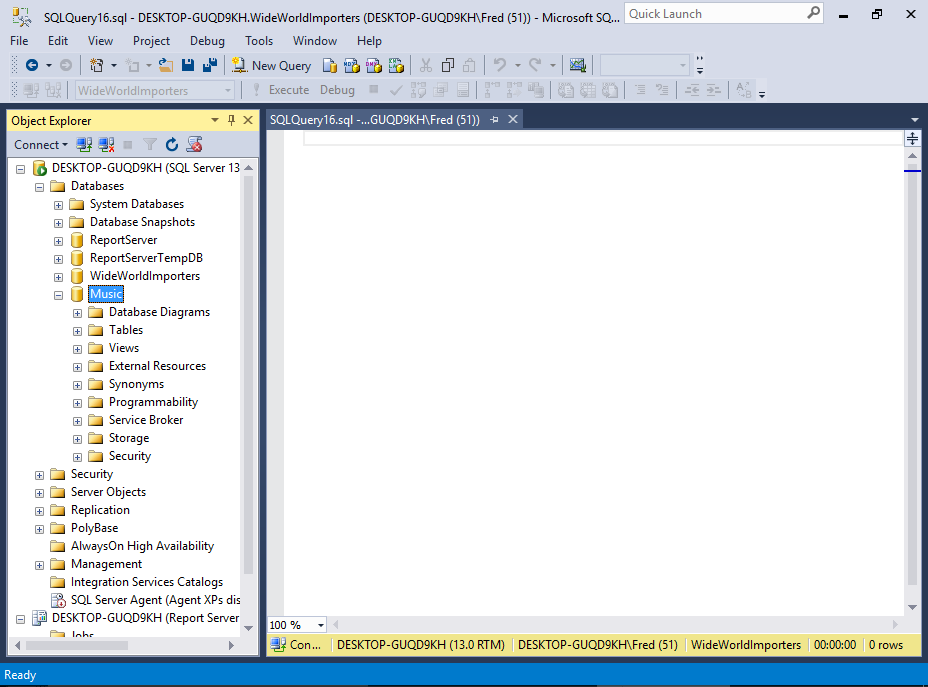 SQLQuery16.sql - DESKTOP-GUQD9KH.WideWorldImporters (DESKTOP-GUQD9KH\Fred (51)) - Microsoft SQ...
Quick Launch
File Edit View Project Debug Tools Window Help
New Query
WideWorldImporters
Execute Debug
Object Explorer
SQLQuery16.sql -...GUQD9KH\Fred (51))
Connect
DESKTOP-GUQD9KH (SQL Server 13
Databases
System Databases
Database Snapshots
ReportServer
ReportServerTempDB
WideWorldImporters
Music
Database Diagrams
Tables
Views
External Resources
Synonyms
Programmability
Service Broker
Storage
Security
Security
Server Objects
Replication
PolyBase
AlwaysOn High Availability
Management
Integration Services Catalogs
SQL Server Agent (Agent XPs dis
DESKTOP-GUQD9KH (Report Server
Jobs
100 %
Con... DESKTOP-GUQD9KH (13.0 RTM) DESKTOP-GUQD9KH\Fred (51) WideWorldImporters 00:00:00 0 rows
Ready